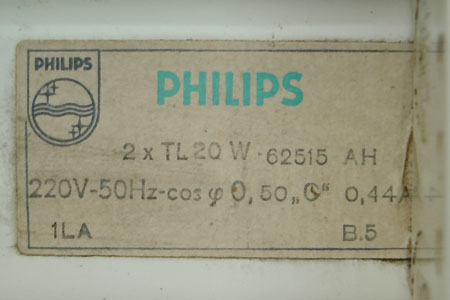 PHILIPS
PHILIPS
2 x TL 20 W · 62515 AH
220V-50Hz-cos φ 0,50 „G“ 0,44A
1LA B.5